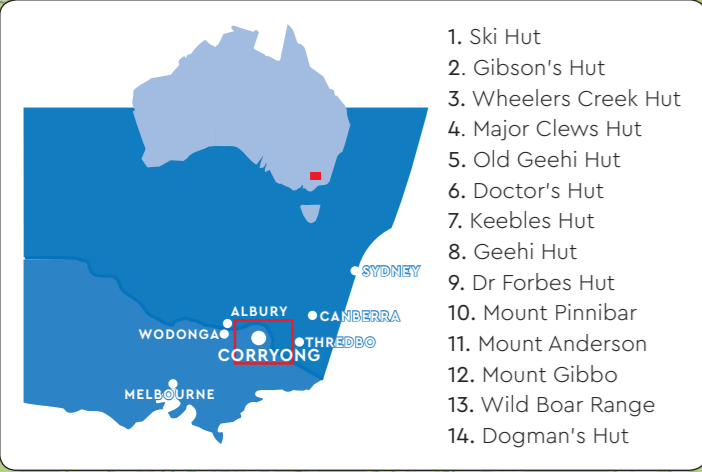 SYDNEY
ALBURY
CANBERRA
WODONGA
THREDBO
CORRYONG
MELBOURNE
1. Ski Hut
2. Gibson's Hut
3. Wheelers Creek Hut
4. Major Clews Hut
5. Old Geehi Hut
6. Doctor's Hut
7. Keebles Hut
8. Geehi Hut
9. Dr Forbes Hut
10. Mount Pinnibar
11. Mount Anderson
12. Mount Gibbo
13. Wild Boar Range
14. Dogman's Hut